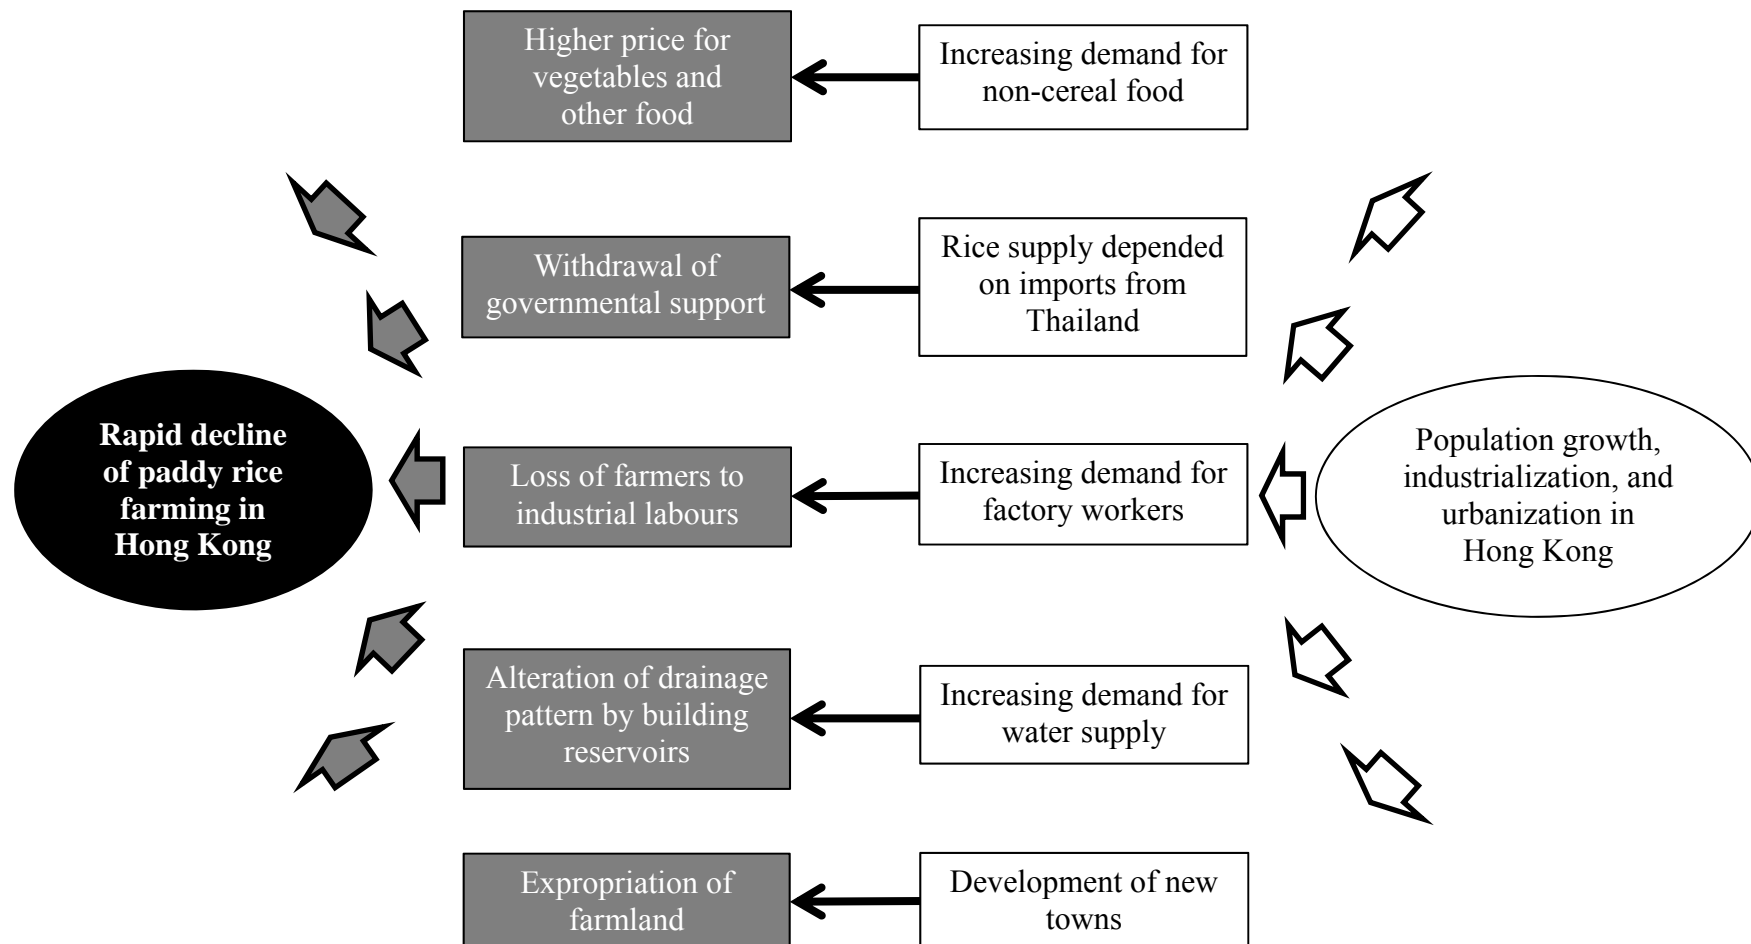 Higher price for
vegetables and
other food
Increasing demand for
non-cereal food
Withdrawal of
governmental support
Rice supply depended
on imports from
Thailand
Rapid decline
of paddy rice
farming in
Hong Kong
Loss of farmers to
industrial labours
Increasing demand for
factory workers
Population growth,
industrialization, and
urbanization in
Hong Kong
Alteration of drainage
pattern by building
reservoirs
Increasing demand for
water supply
Expropriation of
farmland
Development of new
towns